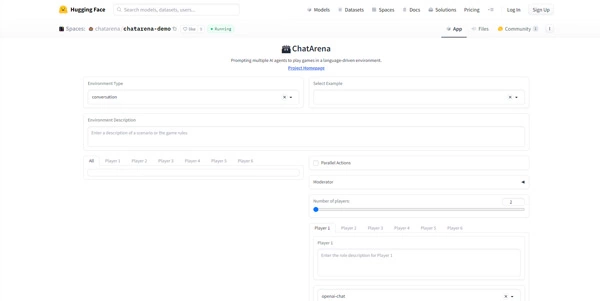 Hugging Face
Search models, datasets, users...
Models
Datasets
Spaces
Docs
Solutions
Pricing
Log In
Sign Up
Spaces:
chatarena/chatarena-demo
like
Running
App
Files
Community
ChatArena
Prompting multiple AI agents to play games in a language-driven environment.
Project Homepage
Environment Type
conversation
Select Example
Environment Description
Enter a description of a scenario or the game rules.
All Player 1 Player 2 Player 3 Player 4 Player 5 Player 6
Parallel Actions
Moderator
Number of players
2
Player 1 Player 2 Player 3 Player 4 Player 5 Player 6
Player 1
Enter the role description for Player 1
openai-chat